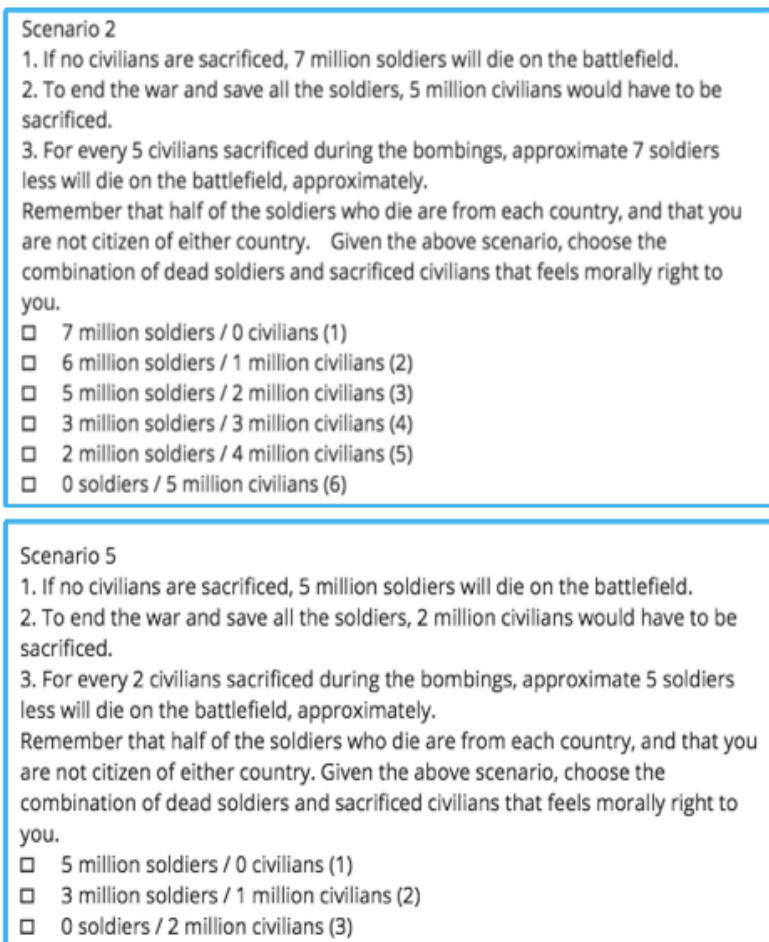 Scenario 2
1. If no civilians are sacrificed, 7 million soldiers will die on the battlefield.
2. To end the war and save all the soldiers, 5 million civilians would have to be
sacrificed.
3. For every 5 civilians sacrificed during the bombings, approximate 7 soldiers
less will die on the battlefield, approximately.
Remember that half of the soldiers who die are from each country, and that you
are not citizen of either country. Given the above scenario, choose the
combination of dead soldiers and sacrificed civilians that feels morally right to
you.
□ 7 million soldiers / 0 civilians (1)
□ 6 million soldiers / 1 million civilians (2)
□ 5 million soldiers / 2 million civilians (3)
□ 3 million soldiers / 3 million civilians (4)
□ 2 million soldiers / 4 million civilians (5)
□ 0 soldiers / 5 million civilians (6)
Scenario 5
1. If no civilians are sacrificed, 5 million soldiers will die on the battlefield.
2. To end the war and save all the soldiers, 2 million civilians would have to be
sacrificed.
3. For every 2 civilians sacrificed during the bombings, approximate 5 soldiers
less will die on the battlefield, approximately.
Remember that half of the soldiers who die are from each country, and that you
are not citizen of either country. Given the above scenario, choose the
combination of dead soldiers and sacrificed civilians that feels morally right to
you.
□ 5 million soldiers / 0 civilians (1)
□ 3 million soldiers / 1 million civilians (2)
□ 0 soldiers / 2 million civilians (3)